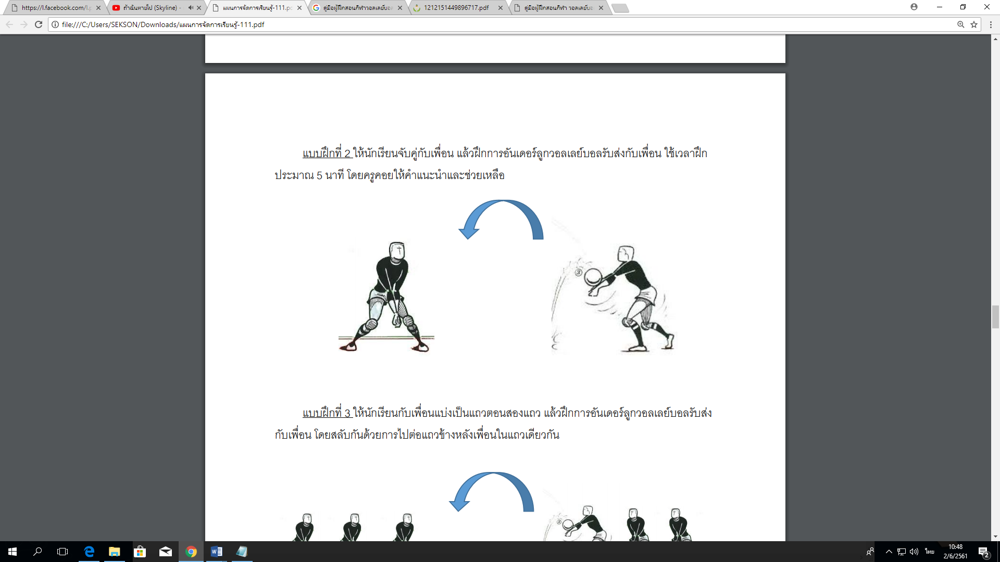 https://l.facebook.com/l.p
ถ้าฉันหายไป (Skyline) -
แผนการจัดการเรียนรู้-111.pd
คู่มือผู้ฝึกสอนกีฬาวอลเลย์บอล
1212151449896717.pdf
คู่มือผู้ฝึกสอนกีฬา วอลเลย์บอ
file:///C:/Users/SEKSON/Downloads/แผนการจัดการเรียนรู้-111.pdf
แบบฝึกที่ 2 ให้นักเรียนจับคู่กับเพื่อน แล้วฝึกการอันเดอร์ลูกวอลเลย์บอลรับส่งกับเพื่อน ใช้เวลาฝึก
ประมาณ 5 นาที โดยครูคอยให้คำแนะนำและช่วยเหลือ
3
แบบฝึกที่ 3 ให้นักเรียนกับเพื่อนแบ่งเป็นแถวตอนสองแถว แล้วฝึกการอันเดอร์ลูกวอลเลย์บอลรับส่ง
กับเพื่อน โดยสลับกันด้วยการไปต่อแถวข้างหลังเพื่อนในแถวเดียวกัน
3
ไทย
10:48
2/6/2561
2